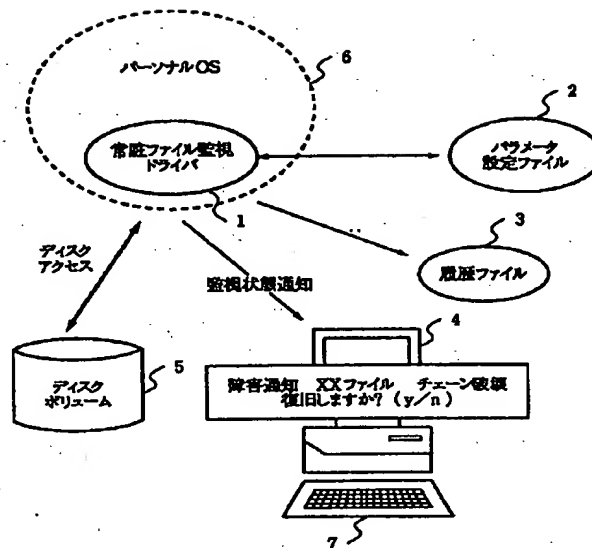 パーソナルOS
6
2
常駐ファイル監視
ドライバ
パラメータ
設定ファイル
1
3
ディスク
アクセス
監視状態通知
履歴ファイル
4
ディスク
ボリューム
5
障害通知　XXファイル　チェーン破壊
復旧しますか？（y／n）
7